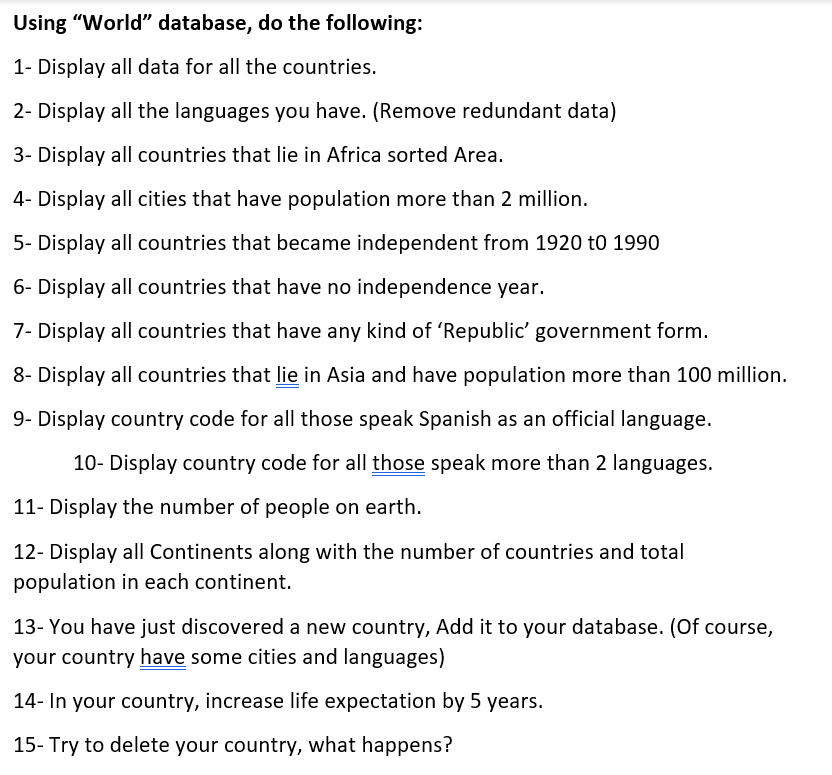 Using “World” database, do the following:
1- Display all data for all the countries.
2- Display all the languages you have. (Remove redundant data)
3- Display all countries that lie in Africa sorted Area.
4- Display all cities that have population more than 2 million.
5- Display all countries that became independent from 1920 t0 1990
6- Display all countries that have no independence year.
7- Display all countries that have any kind of ‘Republic’ government form.
8- Display all countries that lie in Asia and have population more than 100 million.
9- Display country code for all those speak Spanish as an official language.
10- Display country code for all those speak more than 2 languages.
11- Display the number of people on earth.
12- Display all Continents along with the number of countries and total
population in each continent.
13- You have just discovered a new country, Add it to your database. (Of course,
your country have some cities and languages)
14- In your country, increase life expectation by 5 years.
15- Try to delete your country, what happens?